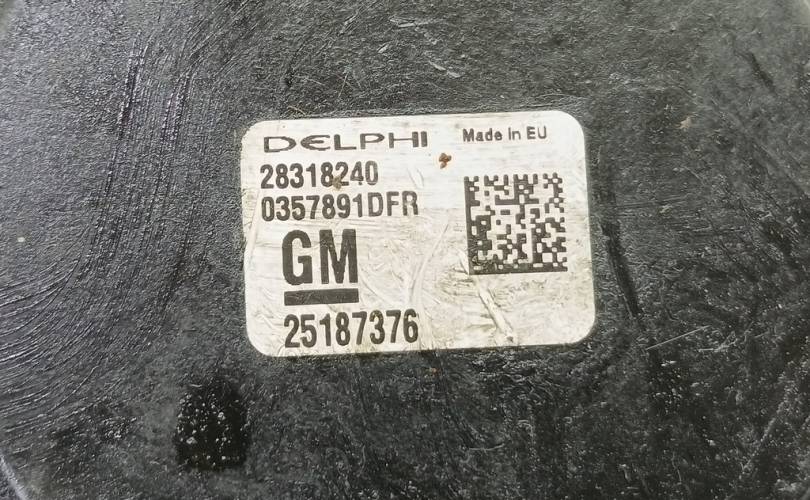 DELPHI Made in EU
28318240
0357891DFR
GM
25187376